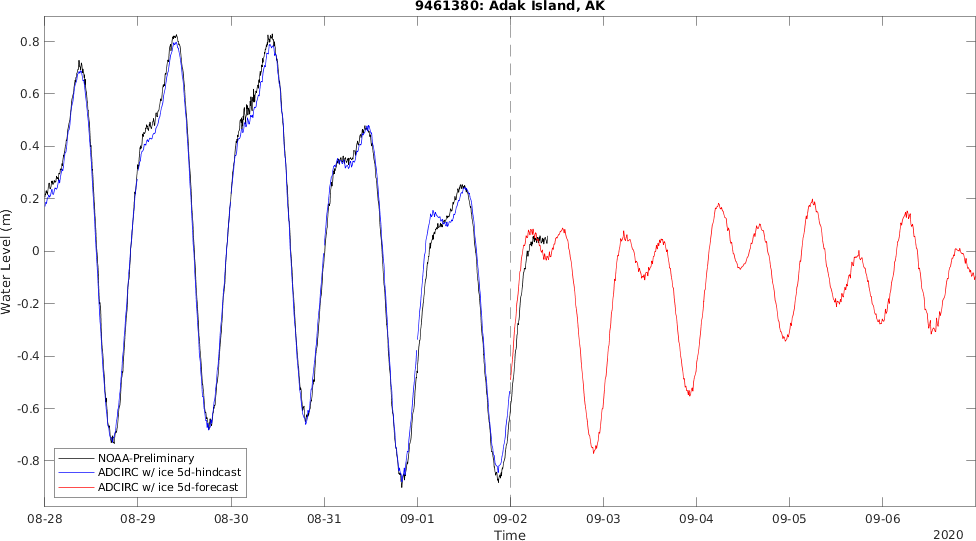 9461380: Adak Island, AK
Water Level (m)
0.8
0.6
0.4
0.2
0
-0.2
-0.4
-0.6
-0.8
NOAA-Preliminary
ADCIRC w/ ice 5d-hindcast
ADCIRC w/ ice 5d-forecast
08-28 08-29 08-30 08-31 09-01 09-02 09-03 09-04 09-05 09-06
Time
2020